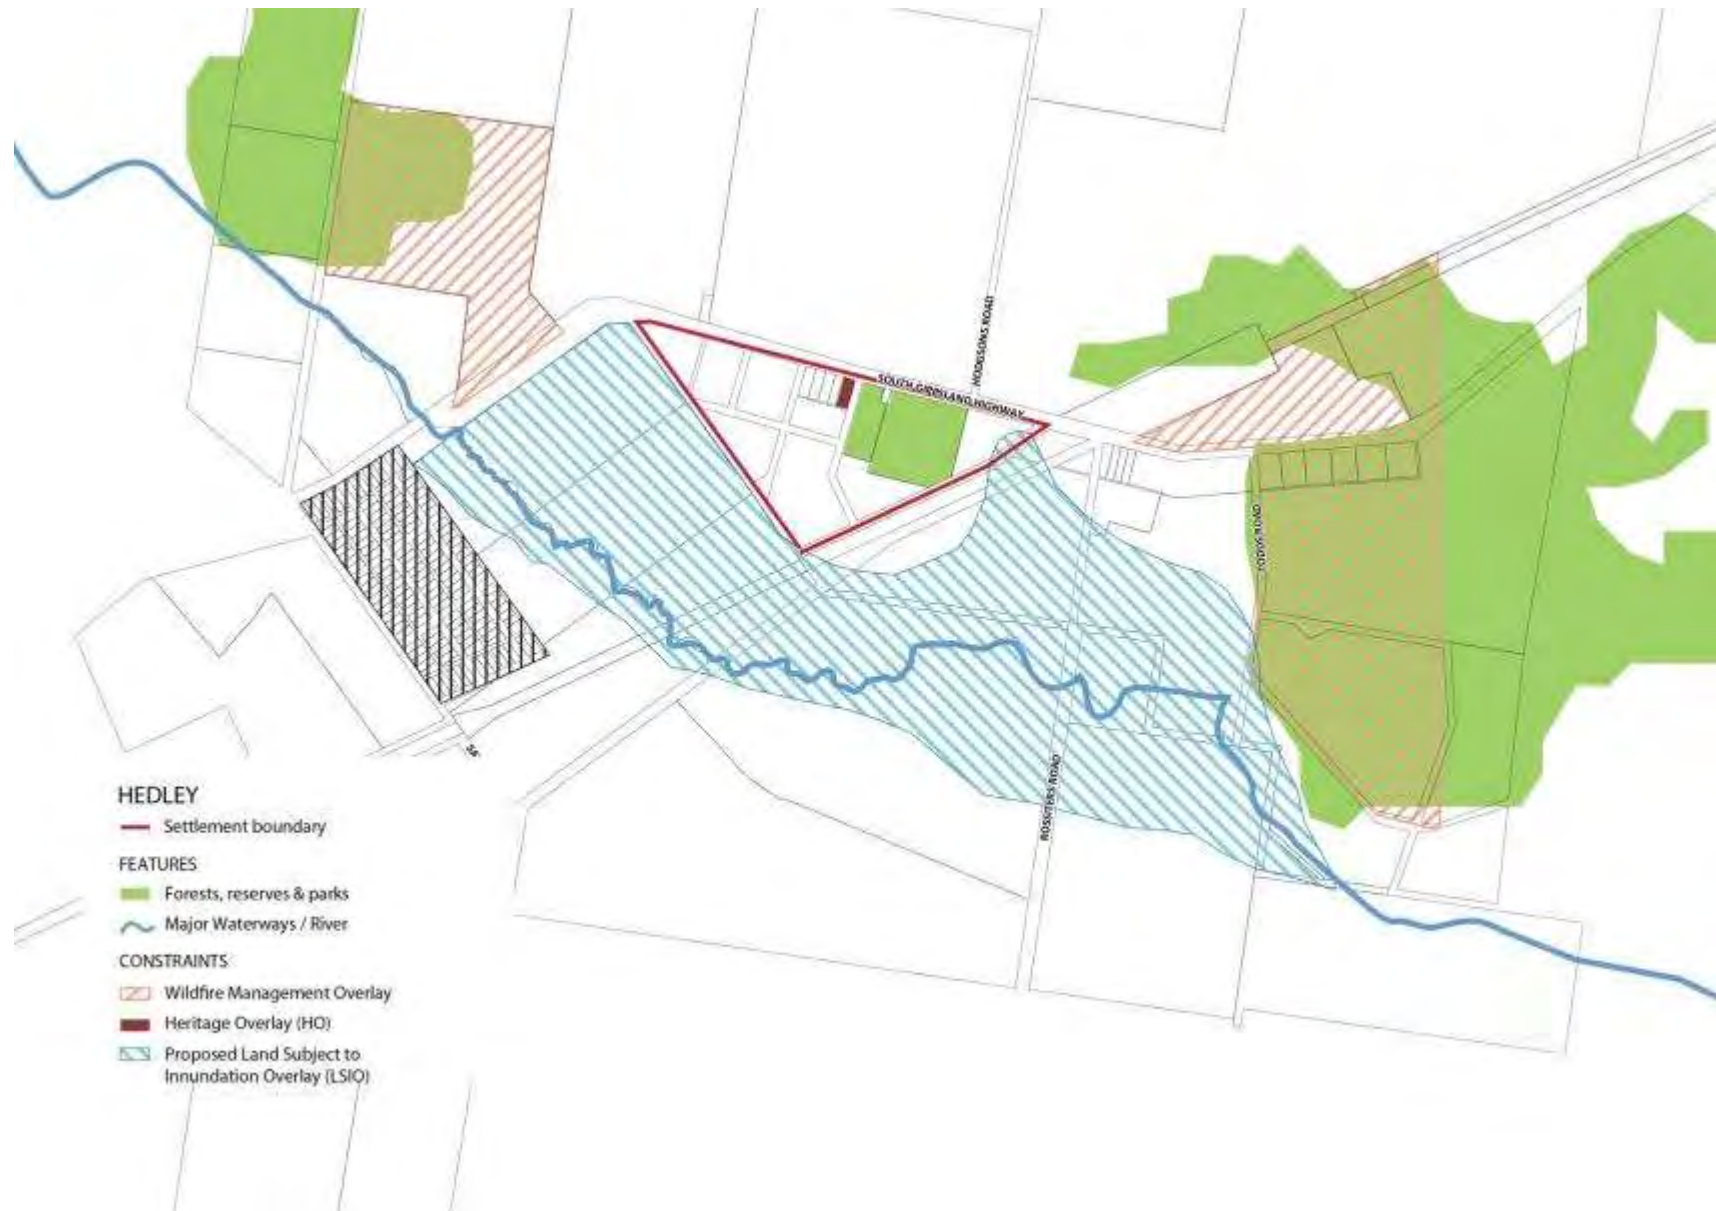 HODGSONS ROAD
SOUTH GIPPSLAND HIGHWAY
TODDS ROAD
ROSSITERS ROAD
HEDLEY
Settlement boundary
FEATURES
Forests, reserves & parks
Major Waterways / River
CONSTRAINTS
Wildfire Management Overlay
Heritage Overlay (HO)
Proposed Land Subject to
Innundation Overlay (LSIO)